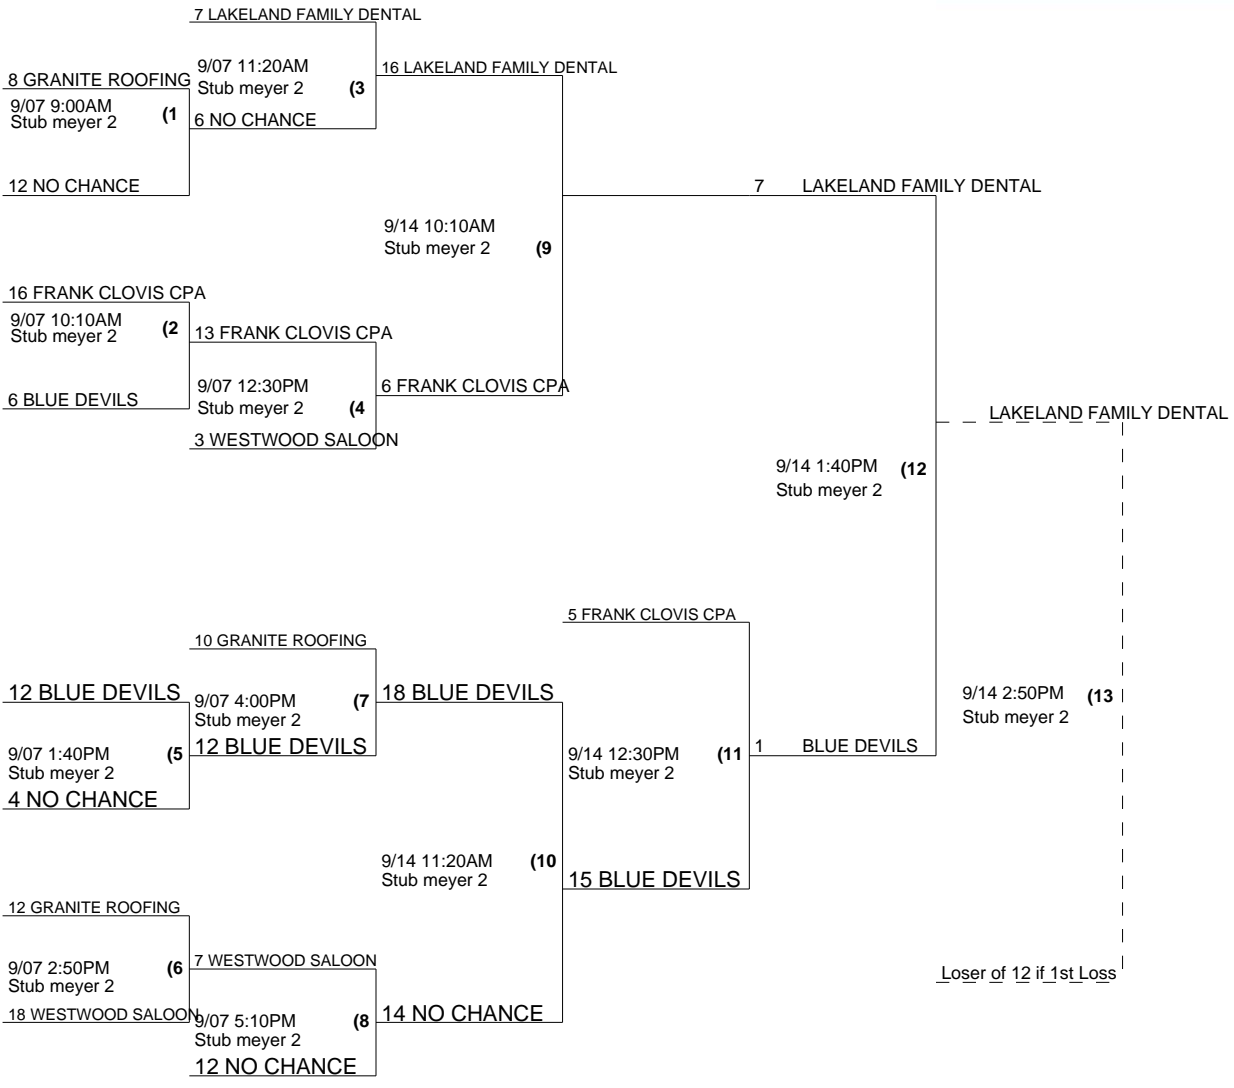 7 LAKELAND FAMILY DENTAL
9/07 11:20AM
Stub meyer 2 (3
16 LAKELAND FAMILY DENTAL
8 GRANITE ROOFING
9/07 9:00AM
Stub meyer 2 (1
6 NO CHANCE
12 NO CHANCE
7 LAKELAND FAMILY DENTAL
9/14 10:10AM
Stub meyer 2 (9
16 FRANK CLOVIS CPA
9/07 10:10AM
Stub meyer 2 (2
13 FRANK CLOVIS CPA
6 BLUE DEVILS
9/07 12:30PM
Stub meyer 2 (4
6 FRANK CLOVIS CPA
3 WESTWOOD SALOON
LAKELAND FAMILY DENTAL
9/14 1:40PM (12
Stub meyer 2
5 FRANK CLOVIS CPA
10 GRANITE ROOFING
12 BLUE DEVILS
9/07 4:00PM (7
Stub meyer 2
18 BLUE DEVILS
9/07 1:40PM (5
Stub meyer 2
12 BLUE DEVILS
4 NO CHANCE
9/14 12:30PM (11
Stub meyer 2
1 BLUE DEVILS
9/14 2:50PM (13
Stub meyer 2
9/14 11:20AM (10
Stub meyer 2
15 BLUE DEVILS
12 GRANITE ROOFING
9/07 2:50PM (6
Stub meyer 2
7 WESTWOOD SALOON
18 WESTWOOD SALOON
9/07 5:10PM (8
Stub meyer 2
14 NO CHANCE
12 NO CHANCE
Loser of 12 if 1st Loss